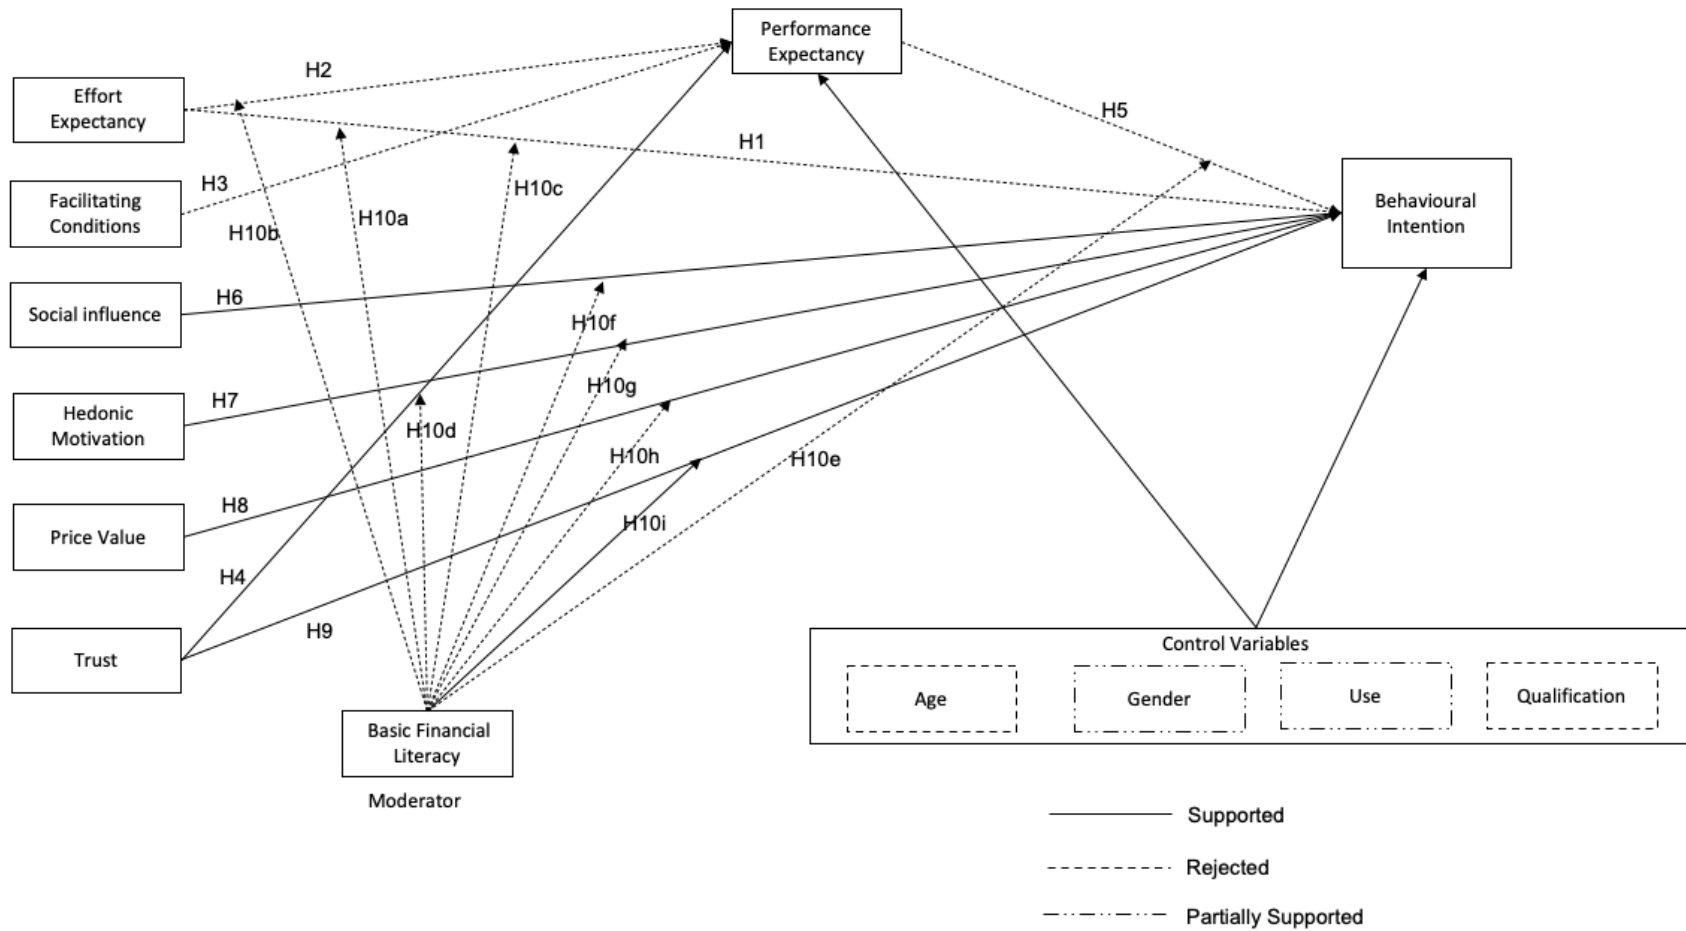 Performance
Expectancy
H2
Effort
Expectancy
H5
H1
H3
H10c
Facilitating
Conditions
H10a
H10b
Behavioural
Intention
Social influence
H6
H10f
H10g
Hedonic
Motivation
H7
H10d
H10h
H10e
Price Value
H8
H10i
H4
H9
Trust
Control Variables
Age
Gender
Use
Qualification
Basic Financial
Literacy
Moderator
Supported
Rejected
Partially Supported